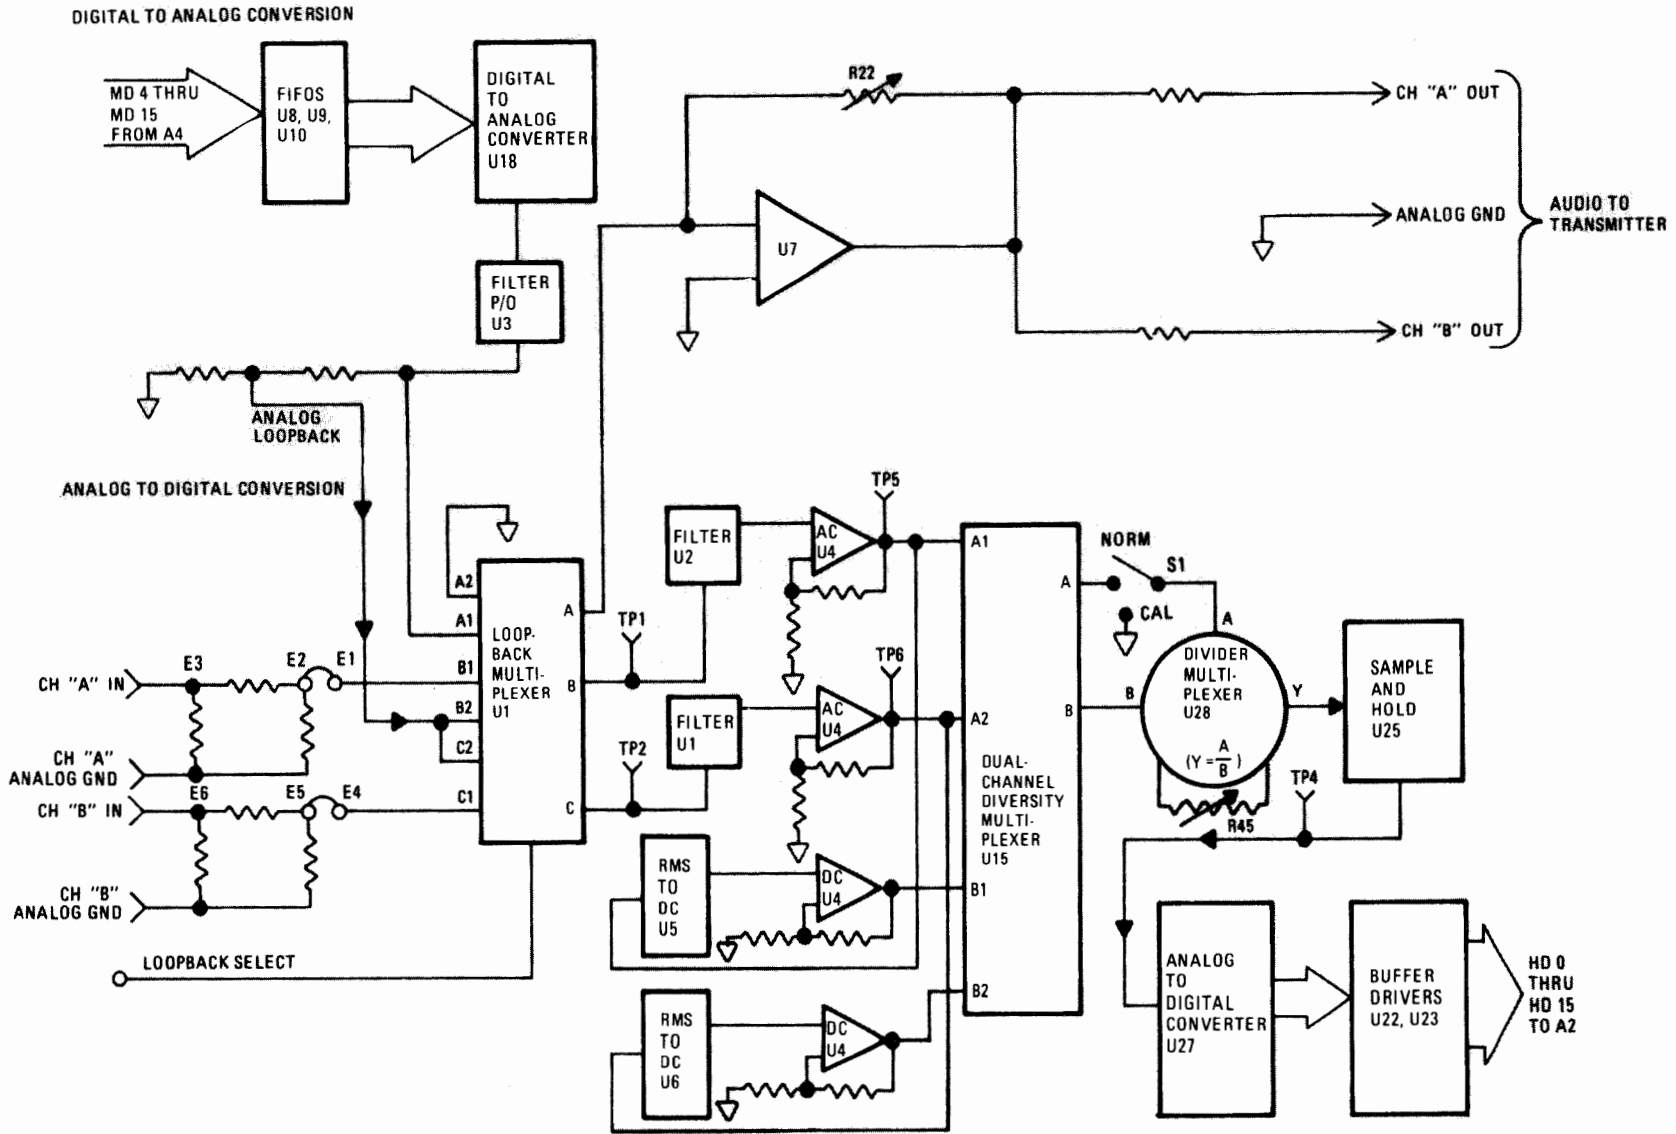 DIGITAL TO ANALOG CONVERSION
MD 4 THRU
MD 15
FROM A4
FIFOS
U8, U9,
U10
DIGITAL
TO
ANALOG
CONVERTER
U18
FILTER
P/O
U3
R22
U7
CH "A" OUT
ANALOG GND
CH "B" OUT
AUDIO TO
TRANSMITTER
ANALOG
LOOPBACK
ANALOG TO DIGITAL CONVERSION
A2
A1
B1
B2
C2
C1
LOOP-
BACK
MULTI-
PLEXER
U1
A
B
C
CH "A" IN
E3
E2
E1
CH "A"
ANALOG GND
CH "B" IN
E6
E5
E4
CH "B"
ANALOG GND
LOOPBACK SELECT
TP1
TP2
FILTER
U2
FILTER
U1
AC
U4
TP5
AC
U4
TP6
RMS
TO
DC
U5
DC
U4
RMS
TO
DC
U6
DC
U4
A1
A2
B1
B2
DUAL-
CHANNEL
DIVERSITY
MULTI-
PLEXER
U15
A
B
NORM
S1
CAL
A
B
Y
DIVIDER
MULTI-
PLEXER
U28
(Y = A/B)
R45
SAMPLE
AND
HOLD
U25
TP4
ANALOG
TO
DIGITAL
CONVERTER
U27
BUFFER
DRIVERS
U22, U23
HD 0
THRU
HD 15
TO A2